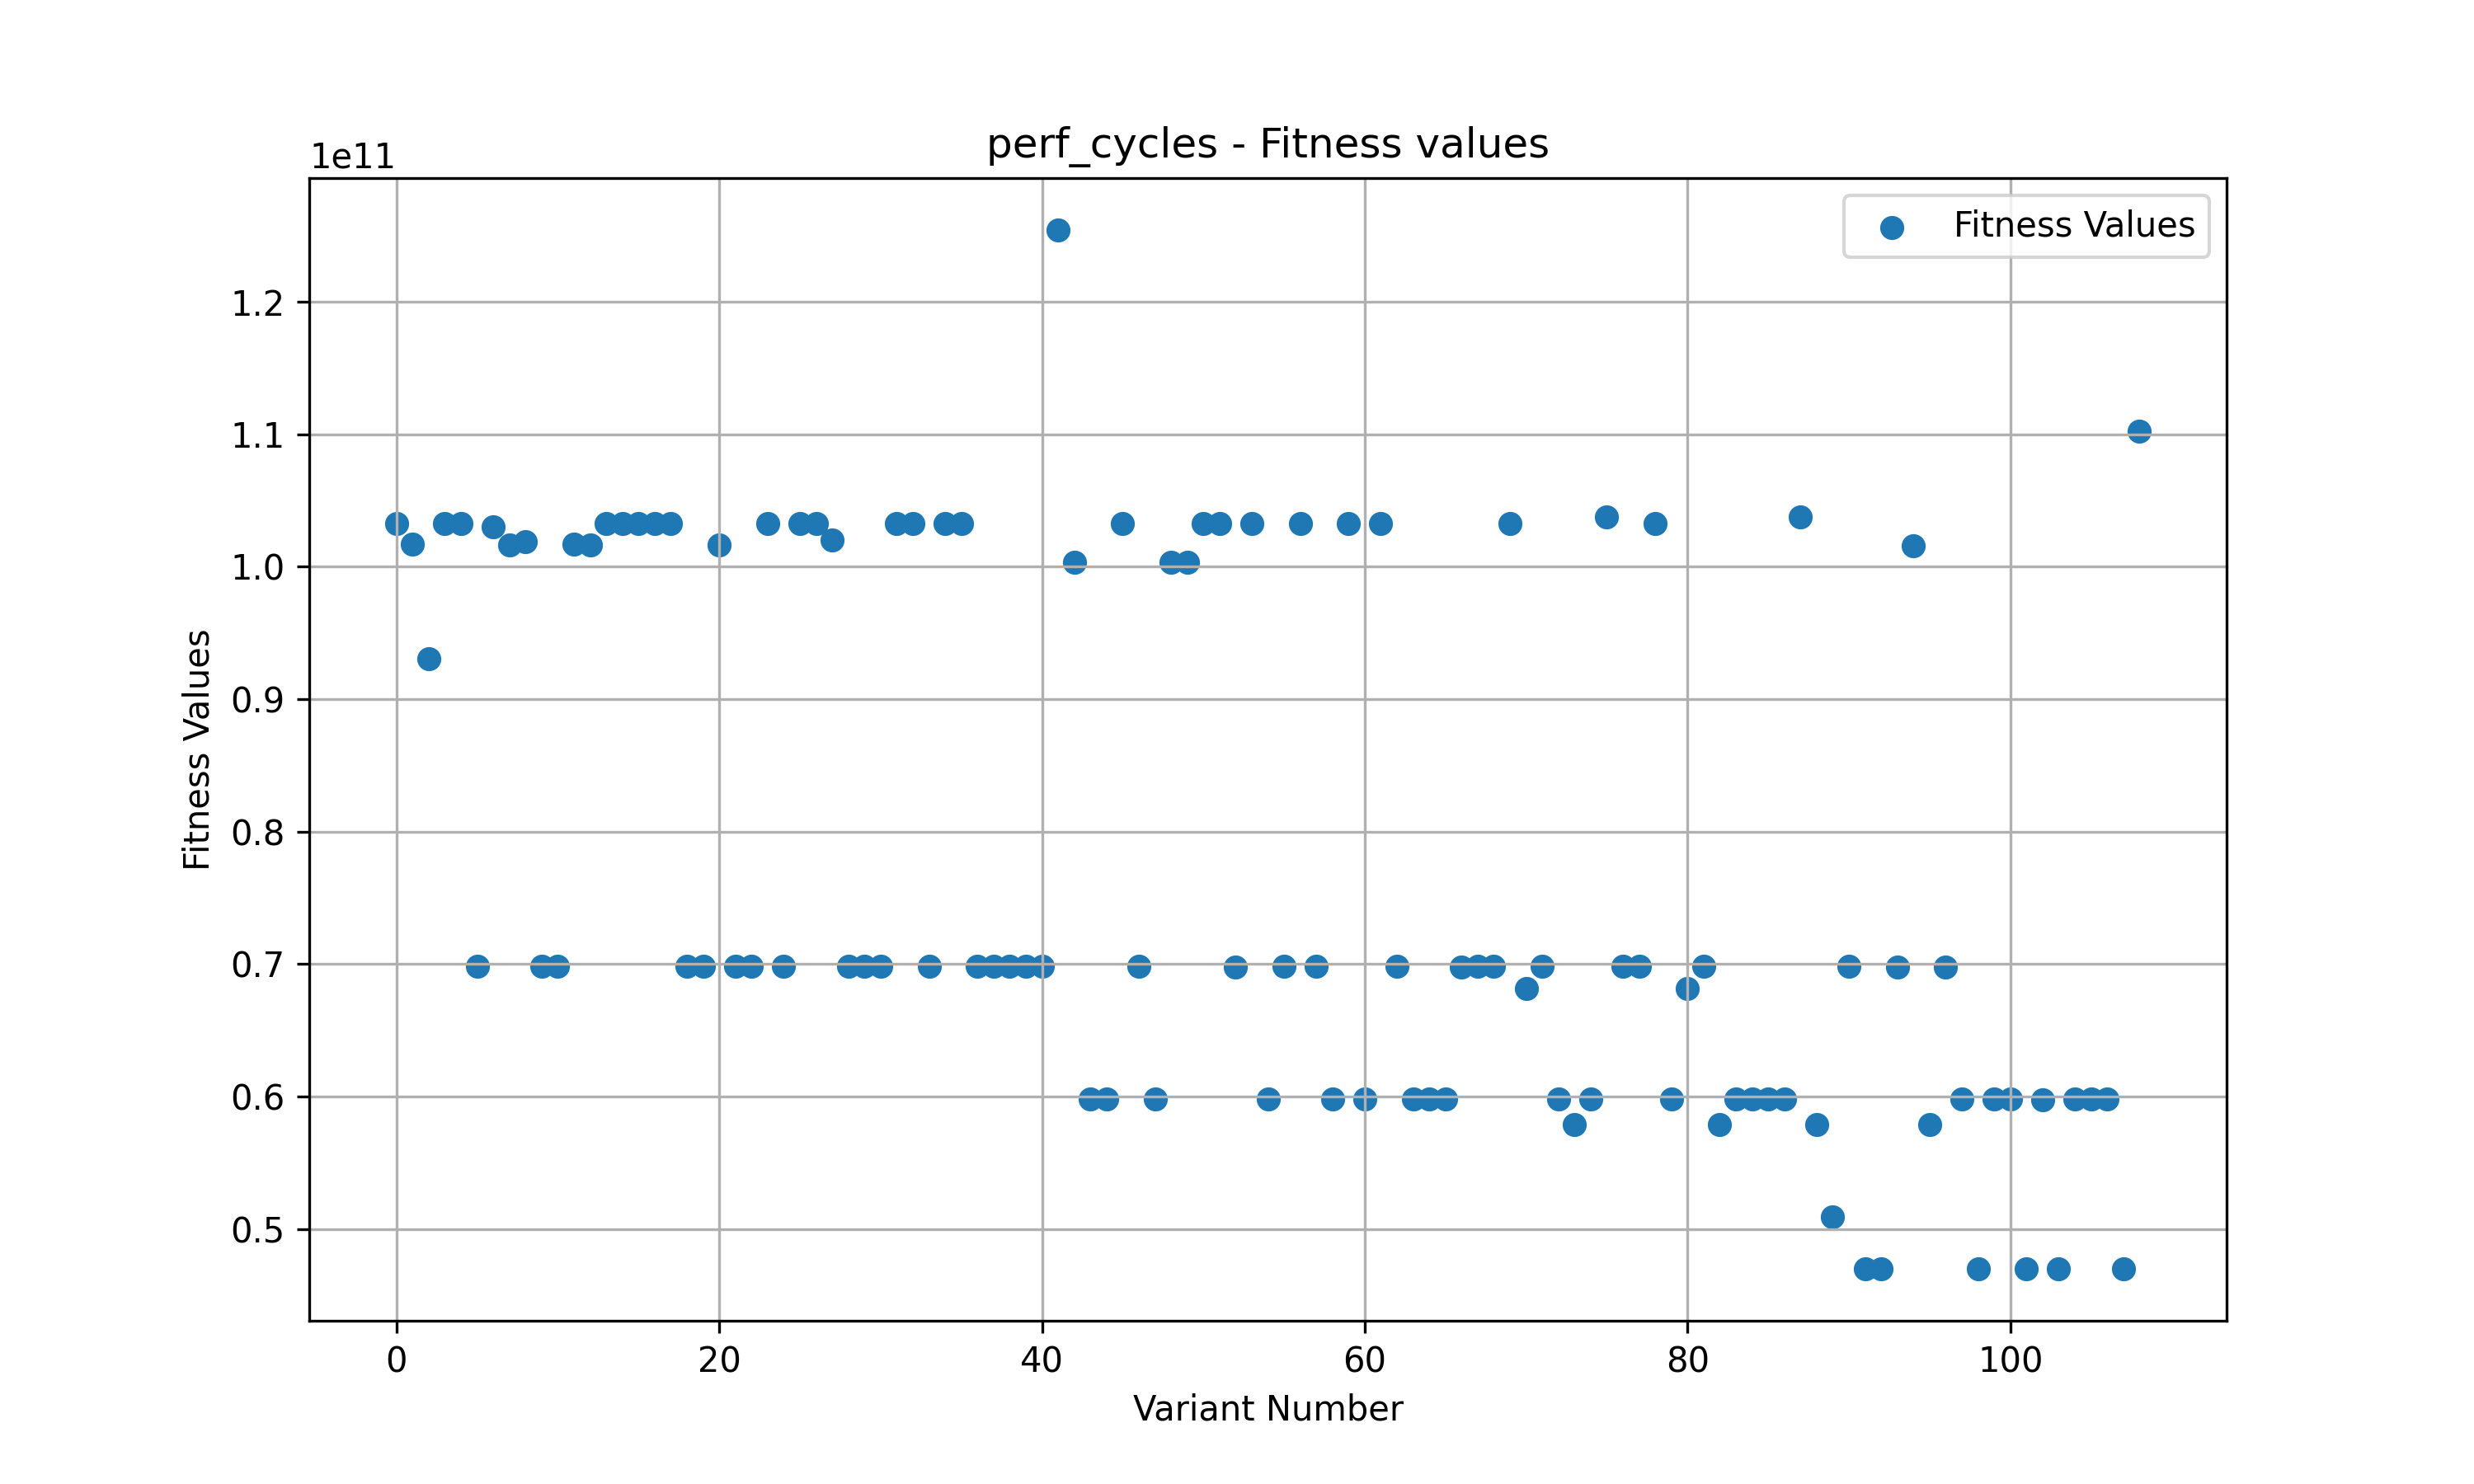 perf_cycles - Fitness values
1e11
Fitness Values
1.2
1.1
1.0
0.9
0.8
0.7
0.6
0.5
Fitness Values
0 20 40 60 80 100
Variant Number